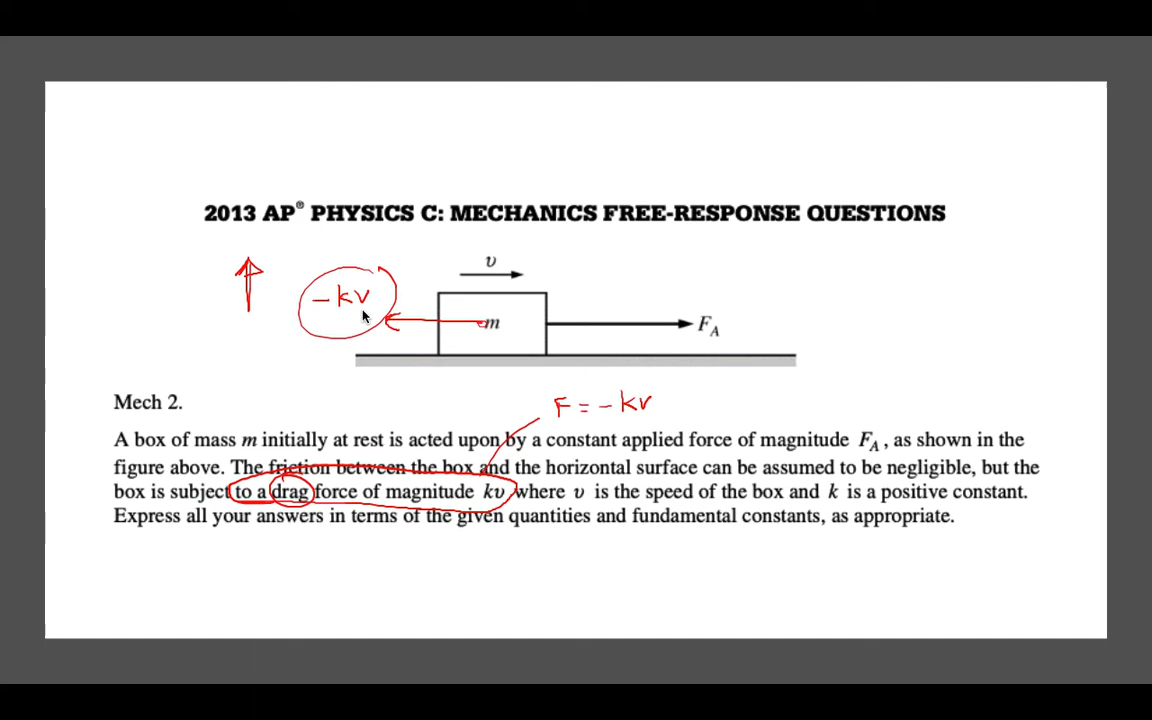 2013 AP® PHYSICS C: MECHANICS FREE-RESPONSE QUESTIONS
v
-kv
m
F_A
Mech 2.
F = -kv
A box of mass m initially at rest is acted upon by a constant applied force of magnitude F_A, as shown in the
figure above. The friction between the box and the horizontal surface can be assumed to be negligible, but the
box is subject to a drag force of magnitude kv where v is the speed of the box and k is a positive constant.
Express all your answers in terms of the given quantities and fundamental constants, as appropriate.